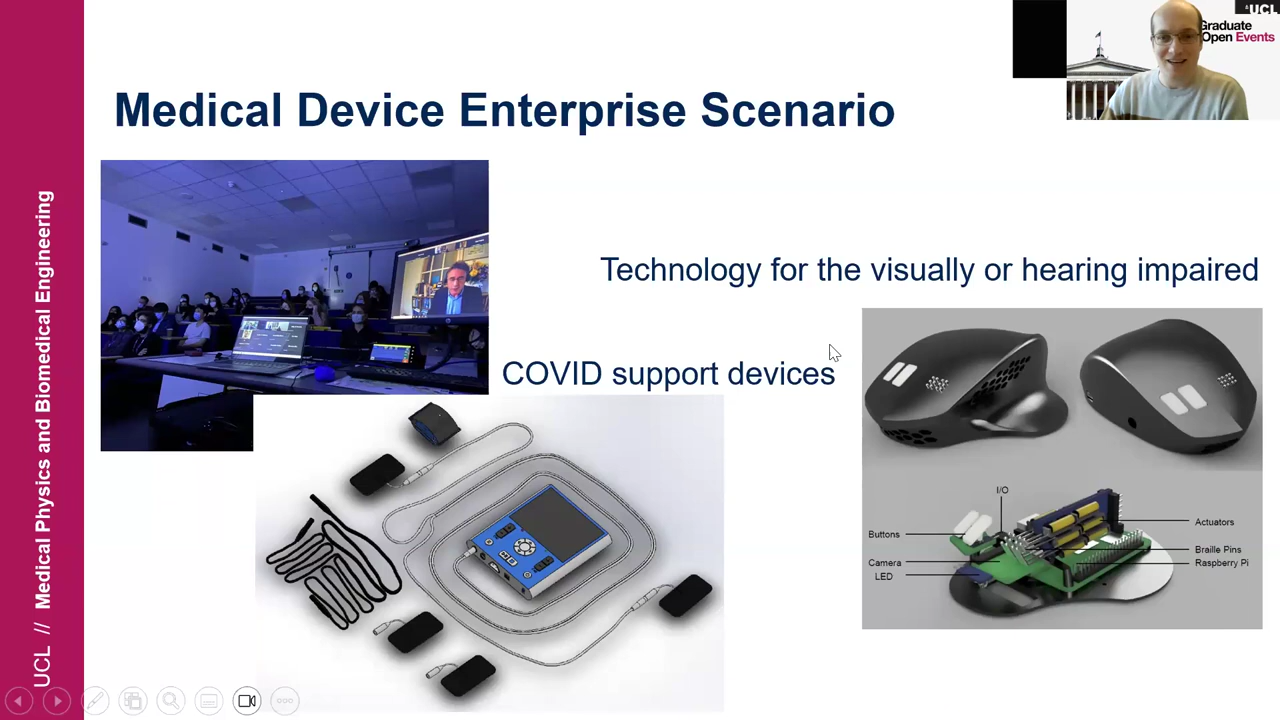 UCL
Graduate
Open Events
Medical Device Enterprise Scenario
UCL // Medical Physics and Biomedical Engineering
Technology for the visually or hearing impaired
COVID support devices
I/O
Buttons
Camera
LED
Actuators
Braille Pins
Raspberry Pi